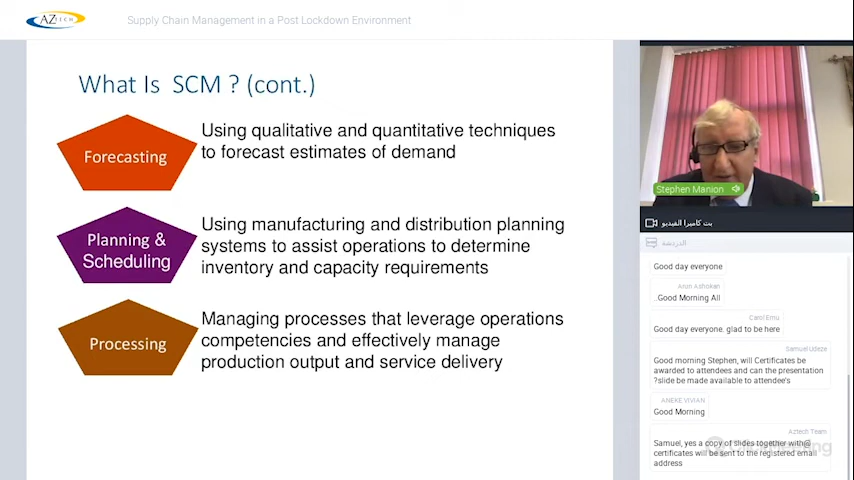 AZTECH
Supply Chain Management in a Post Lockdown Environment
What Is SCM ? (cont.)
Forecasting
Using qualitative and quantitative techniques
to forecast estimates of demand
Planning &
Scheduling
Using manufacturing and distribution planning
systems to assist operations to determine
inventory and capacity requirements
Processing
Managing processes that leverage operations
competencies and effectively manage
production output and service delivery
Stephen Manion
بث كاميرا الفيديو
الدردشة
Good day everyone
Arun Ashokan
..Good Morning All
Carol Emu
Good day everyone. glad to be here
Samuel Udeze
Good morning Stephen, will Certificates be
awarded to attendees and can the presentation
?slide be made available to attendee's
ANEKE VIVIAN
Good Morning
Aztech Team
Samuel, yes a copy of slides together with
certificates will be sent to the registered email
address